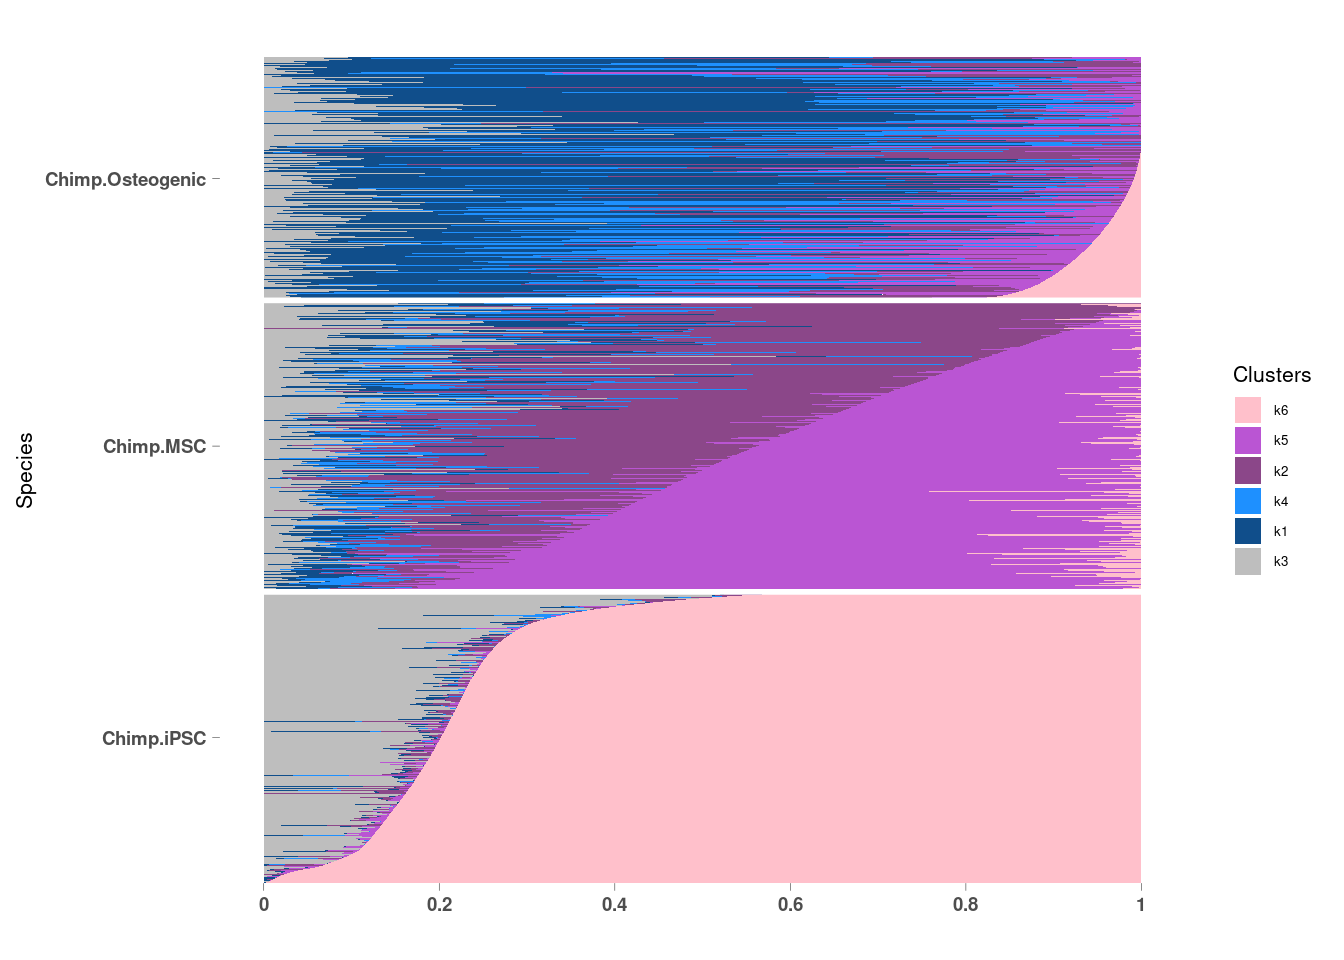 Chimp.Osteogenic
Chimp.MSC
Chimp.iPSC
Species
0 0.2 0.4 0.6 0.8 1
Clusters
k6
k5
k2
k4
k1
k3